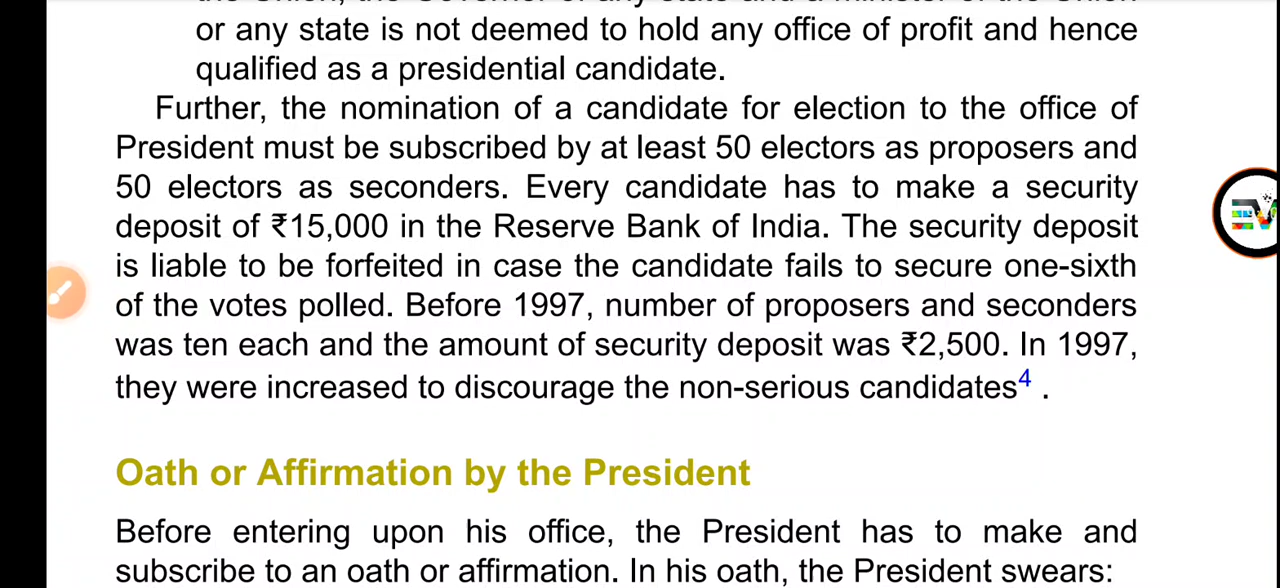 or any state is not deemed to hold any office of profit and hence
qualified as a presidential candidate.
Further, the nomination of a candidate for election to the office of
President must be subscribed by at least 50 electors as proposers and
50 electors as seconders. Every candidate has to make a security
deposit of ₹15,000 in the Reserve Bank of India. The security deposit
is liable to be forfeited in case the candidate fails to secure one-sixth
of the votes polled. Before 1997, number of proposers and seconders
was ten each and the amount of security deposit was ₹2,500. In 1997,
they were increased to discourage the non-serious candidates4 .
Oath or Affirmation by the President
Before entering upon his office, the President has to make and
subscribe to an oath or affirmation. In his oath, the President swears: